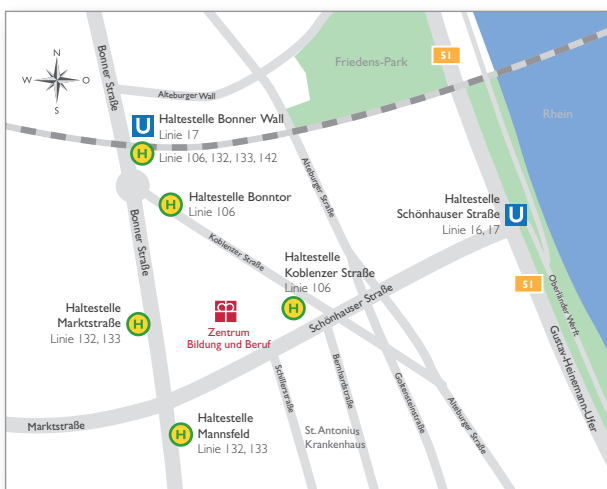 N
W
O
S
Bonner Straße
Alteburger Wall
Friedens-Park
51
Rhein
U
Haltestelle Bonner Wall
Linie 17
H
Linie 106, 132, 133, 142
Alteburger Straße
H
Haltestelle Bonntor
Linie 106
Haltestelle
Schönhauser Straße
Linie 16, 17
U
Bonner Straße
Koblenzer Straße
Haltestelle
Koblenzer Straße
Linie 106
H
51
Oberländer Werft
Haltestelle
Marktstraße
Linie 132, 133
H
Zentrum
Bildung und Beruf
Schönhauser Straße
Gustav-Heinemann-Ufer
Schillerstraße
Bernhardstraße
Goltsteinstraße
Alteburger Straße
Marktstraße
H
Haltestelle
Mannsfeld
Linie 132, 133
St. Antonius
Krankenhaus